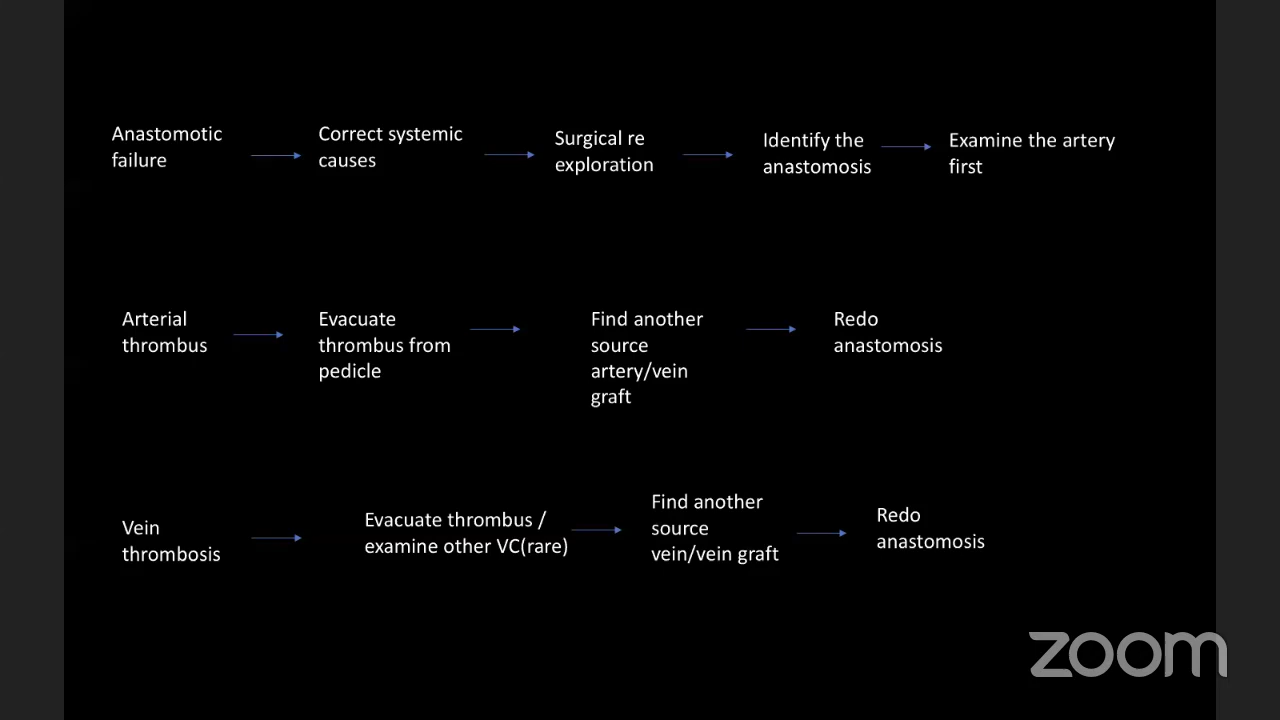 Anastomotic
failure
Correct systemic
causes
Surgical re
exploration
Identify the
anastomosis
Examine the artery
first
Arterial
thrombus
Evacuate
thrombus from
pedicle
Find another
source
artery/vein
graft
Redo
anastomosis
Vein
thrombosis
Evacuate thrombus /
examine other VC(rare)
Find another
source
vein/vein graft
Redo
anastomosis
zoom